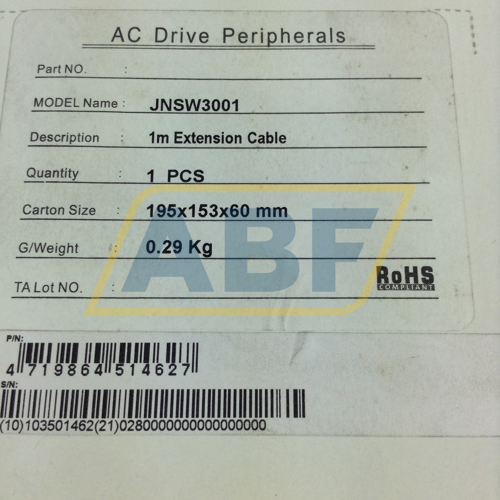 AC Drive Peripherals
Part NO. :
MODEL Name : JNSW3001
Description : 1m Extension Cable
Quantity : 1 PCS
Carton Size : 195x153x60 mm
G/Weight : 0.29 Kg
TA Lot NO. :
RoHS
COMPLIANT
ABF
P/N:
4 719864 514627
S/N:
(10)103501462(21)0280000000000000000